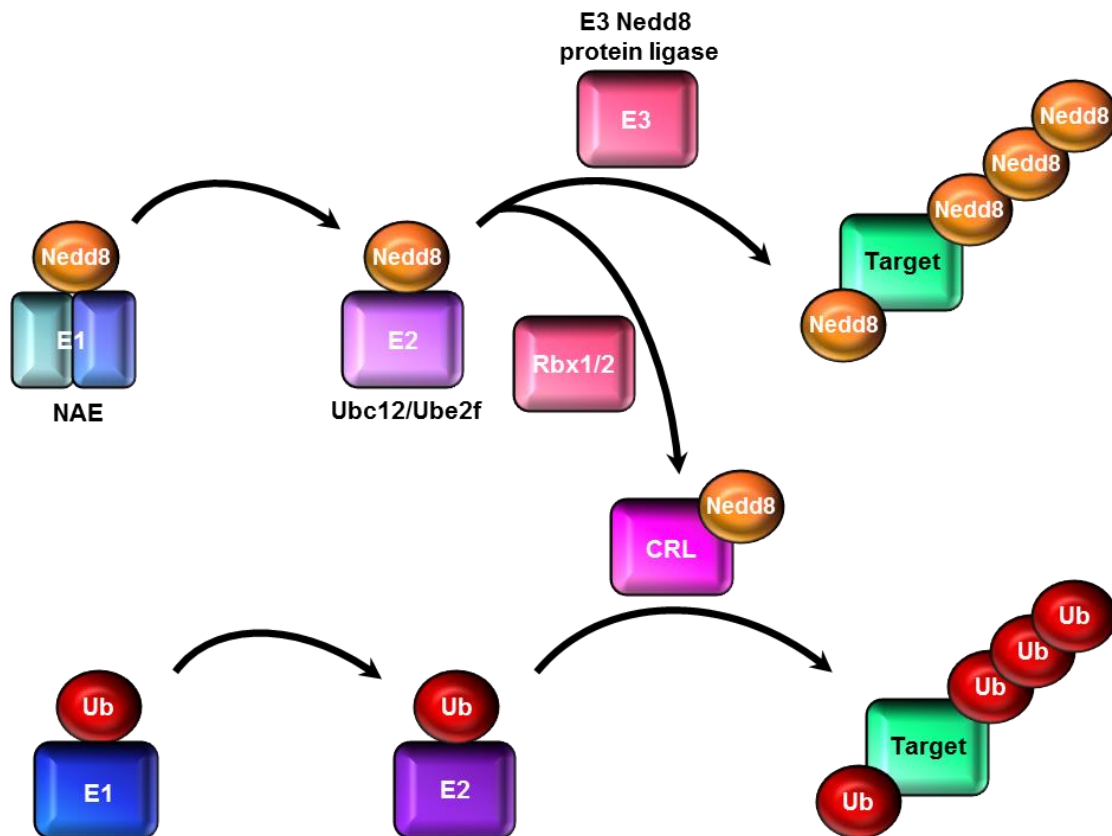 E3 Nedd8
protein ligase
E3
Nedd8
Nedd8
Nedd8
Target
Nedd8
Nedd8
E1
NAE
Nedd8
E2
Ubc12/Ube2f
Rbx1/2
Nedd8
CRL
Ub
E1
Ub
E2
Ub
Ub
Ub
Target
Ub